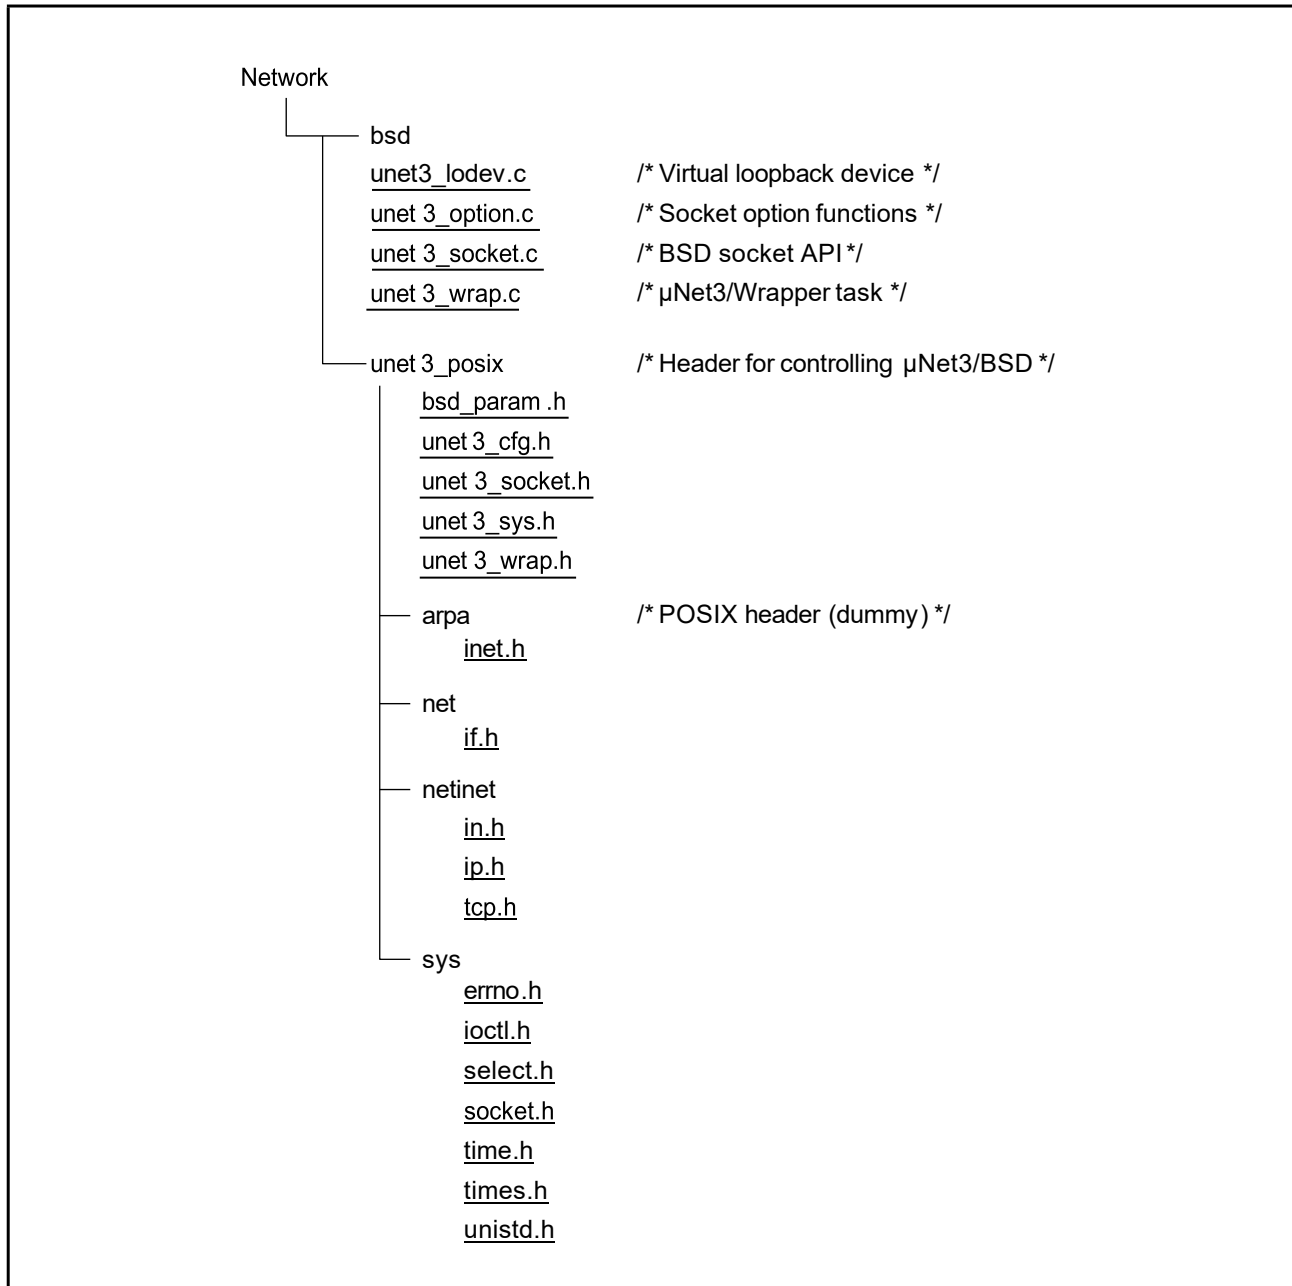 Network
bsd
unet3_lodev.c /* Virtual loopback device */
unet 3_option.c /* Socket option functions */
unet 3_socket.c /* BSD socket API */
unet 3_wrap.c /* µNet3/Wrapper task */
unet 3_posix /* Header for controlling µNet3/BSD */
bsd_param .h
unet 3_cfg.h
unet 3_socket.h
unet 3_sys.h
unet 3_wrap.h
arpa /* POSIX header (dummy) */
inet.h
net
if.h
netinet
in.h
ip.h
tcp.h
sys
errno.h
ioctl.h
select.h
socket.h
time.h
times.h
unistd.h